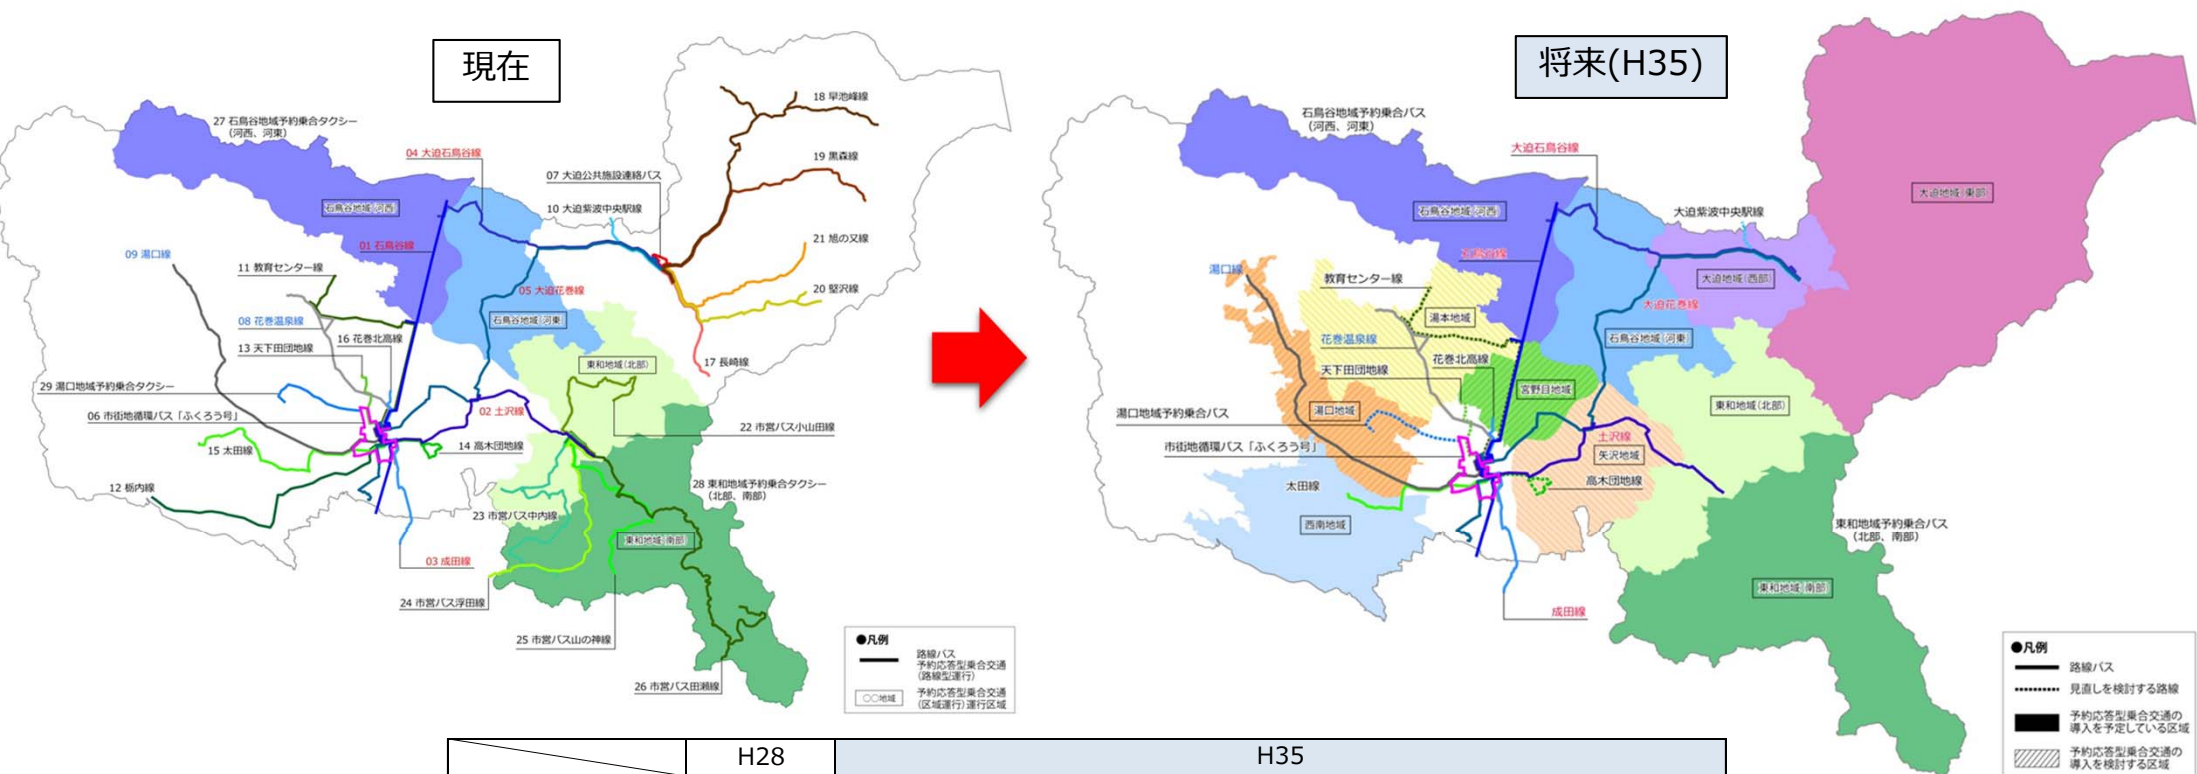 現在
18 早池峰線
27 石鳥谷地域予約乗合タクシー
(河西、河東)
04 大迫石鳥谷線
19 黒森線
07 大迫公共施設連絡バス
石鳥谷地域(河西)
10 大迫紫波中央駅線
21 旭の又線
01 石鳥谷線
09 湯口線
11 教育センター線
05 大迫花巻線
20 堅沢線
08 花巻温泉線
石鳥谷地域(河東)
16 花巻北高線
13 天下田団地線
17 長崎線
東和地域(北部)
29 湯口地域予約乗合タクシー
06 市街地循環バス「ふくろう号」
02 土沢線
22 市営バス小山田線
14 高木団地線
15 太田線
12 栃内線
28 東和地域予約乗合タクシー
(北部、南部)
23 市営バス中内線
東和地域(南部)
03 成田線
24 市営バス浮田線
25 市営バス山の神線
26 市営バス田瀬線
●凡例
路線バス
予約応答型乗合交通
(路線型運行)
○○地域
予約応答型乗合交通
(区域運行)運行区域
将来(H35)
石鳥谷地域予約乗合バス
(河西、河東)
大迫石鳥谷線
大迫地域(東部)
石鳥谷地域(河西)
大迫紫波中央駅線
石鳥谷線
湯口線
教育センター線
大迫地域(西部)
大迫花巻線
湯本地域
花巻温泉線
石鳥谷地域(河東)
花巻北高線
天下田団地線
宮野目地域
東和地域(北部)
湯口地域予約乗合バス
湯口地域
市街地循環バス「ふくろう号」
土沢線
矢沢地域
太田線
高木団地線
西南地域
東和地域予約乗合バス
(北部、南部)
東和地域(南部)
成田線
●凡例
路線バス
見直しを検討する路線
予約応答型乗合交通の
導入を予定している区域
予約応答型乗合交通の
導入を検討する区域
H28
H35